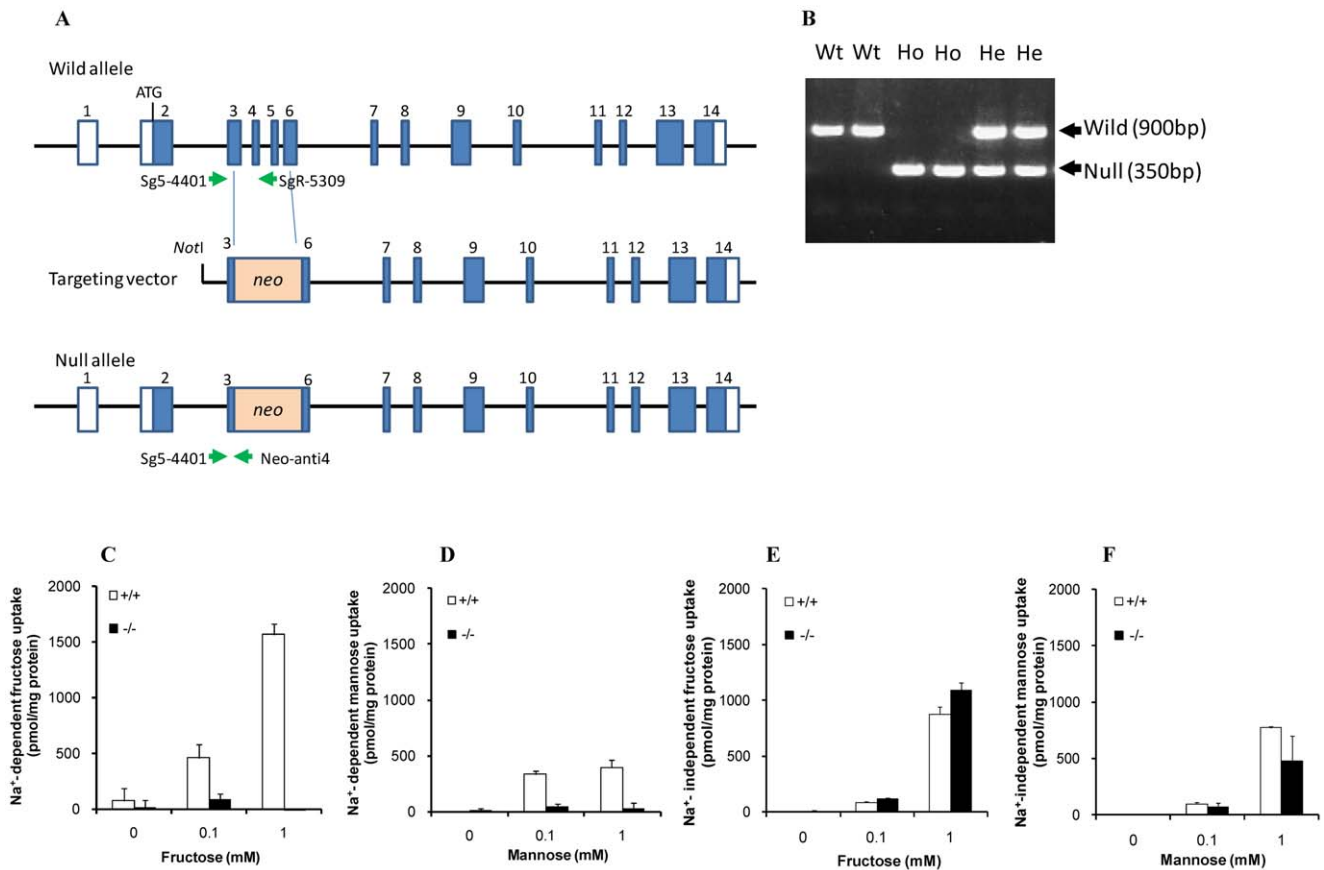 A
Wild allele
ATG
1 2 3 4 5 6 7 8 9 10 11 12 13 14
Sg5-4401 SgR-5309
NotI 3 6 7 8 9 10 11 12 13 14
Targeting vector neo
Null allele
1 2 3 6 7 8 9 10 11 12 13 14
neo
Sg5-4401 Neo-anti4
B
Wt Wt Ho Ho He He
Wild (900bp)
Null (350bp)
C
Na⁺-dependent fructose uptake
(pmol/mg protein)
2000
1500
1000
500
0
+/+
-/-
0 0.1 1
Fructose (mM)
D
Na⁺-dependent mannose uptake
(pmol/mg protein)
2000
1500
1000
500
0
+/+
-/-
0 0.1 1
Mannose (mM)
E
Na⁺- independent fructose uptake
(pmol/mg protein)
2000
1500
1000
500
0
+/+
-/-
0 0.1 1
Fructose (mM)
F
Na⁺-independent mannose uptake
(pmol/mg protein)
2000
1500
1000
500
0
+/+
-/-
0 0.1 1
Mannose (mM)